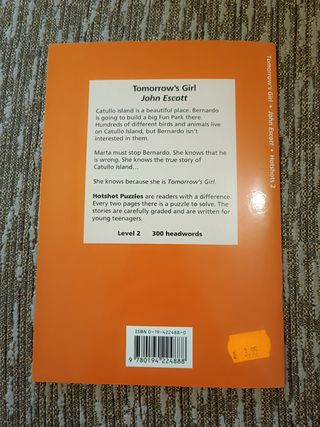 Tomorrow's Girl
John Escott
Catullo Island is a beautiful place. Bernardo
is going to build a big Fun Park there.
Hundreds of different birds and animals live
on Catullo Island, but Bernardo isn't
interested in them.
Marta must stop Bernardo. She knows that he
is wrong. She knows the true story of
Catullo Island...
She knows because she is Tomorrow's Girl.
Hotshot Puzzles are readers with a difference.
Every two pages there is a puzzle to solve. The
stories are carefully graded and are written for
young teenagers.
Level 2 300 headwords
Tomorrow's Girl • John Escott • Hotshots 2
ISBN 0-19-422488-0
9 780194 224888